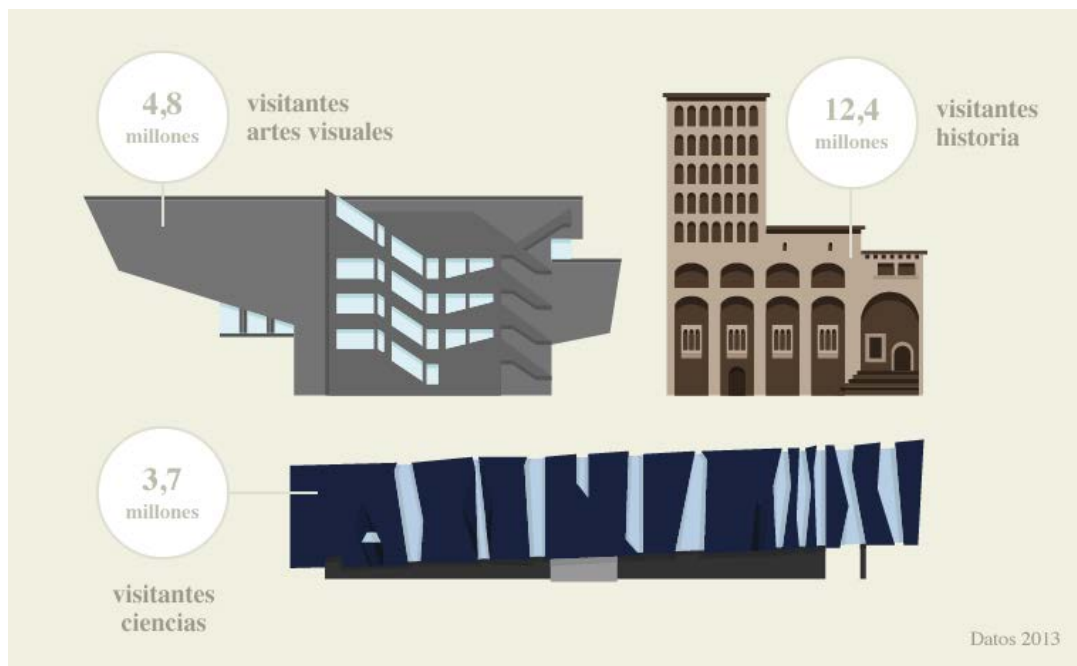 4,8
millones
visitantes
artes visuales
12,4
millones
visitantes
historia
3,7
millones
visitantes
ciencias
Datos 2013